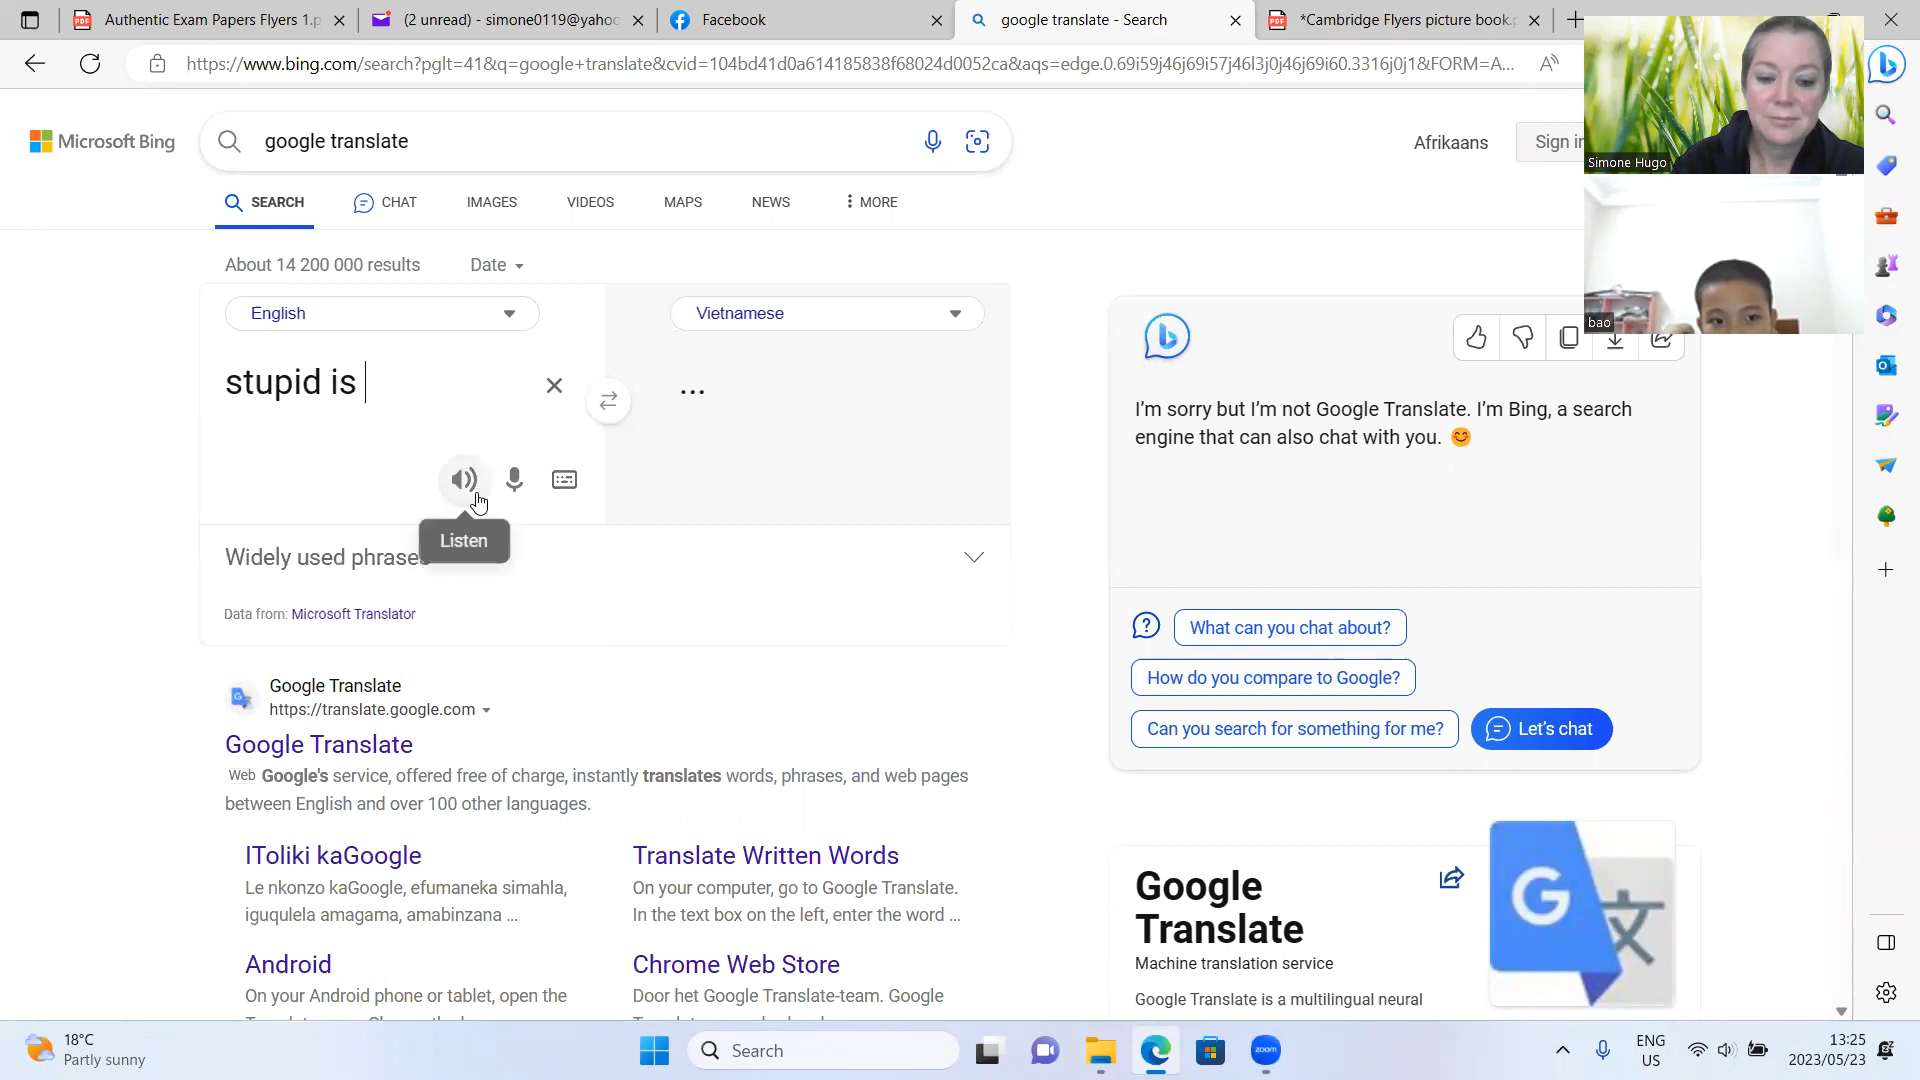 Authentic Exam Papers Flyers 1.p
(2 unread) - simone0119@yahoo
Facebook
google translate - Search
*Cambridge Flyers picture book.p
https://www.bing.com/search?pglt=41&q=google+translate&cvid=104bd41d0a614185838f68024d0052ca&aqs=edge.0.69i59j46j69i57j46l3j0j46j69i60.3316j0j1&FORM=A...
Simone Hugo
bao
Microsoft Bing
google translate
Afrikaans
Sign in
SEARCH
CHAT
IMAGES
VIDEOS
MAPS
NEWS
MORE
About 14 200 000 results
Date
English
Vietnamese
stupid is
...
Listen
Widely used phrases
Data from: Microsoft Translator
I'm sorry but I'm not Google Translate. I'm Bing, a search
engine that can also chat with you. 😊
What can you chat about?
How do you compare to Google?
Can you search for something for me?
Let's chat
Google Translate
https://translate.google.com
Google Translate
Web Google's service, offered free of charge, instantly translates words, phrases, and web pages
between English and over 100 other languages.
IToliki kaGoogle
Le nkonzo kaGoogle, efumaneka simahla,
iguqulela amagama, amabinzana ...
Translate Written Words
On your computer, go to Google Translate.
In the text box on the left, enter the word ...
Android
On your Android phone or tablet, open the
Chrome Web Store
Door het Google Translate-team. Google
Google
Translate
Machine translation service
Google Translate is a multilingual neural
18°C
Partly sunny
Search
zoom
ENG
US
13:25
2023/05/23